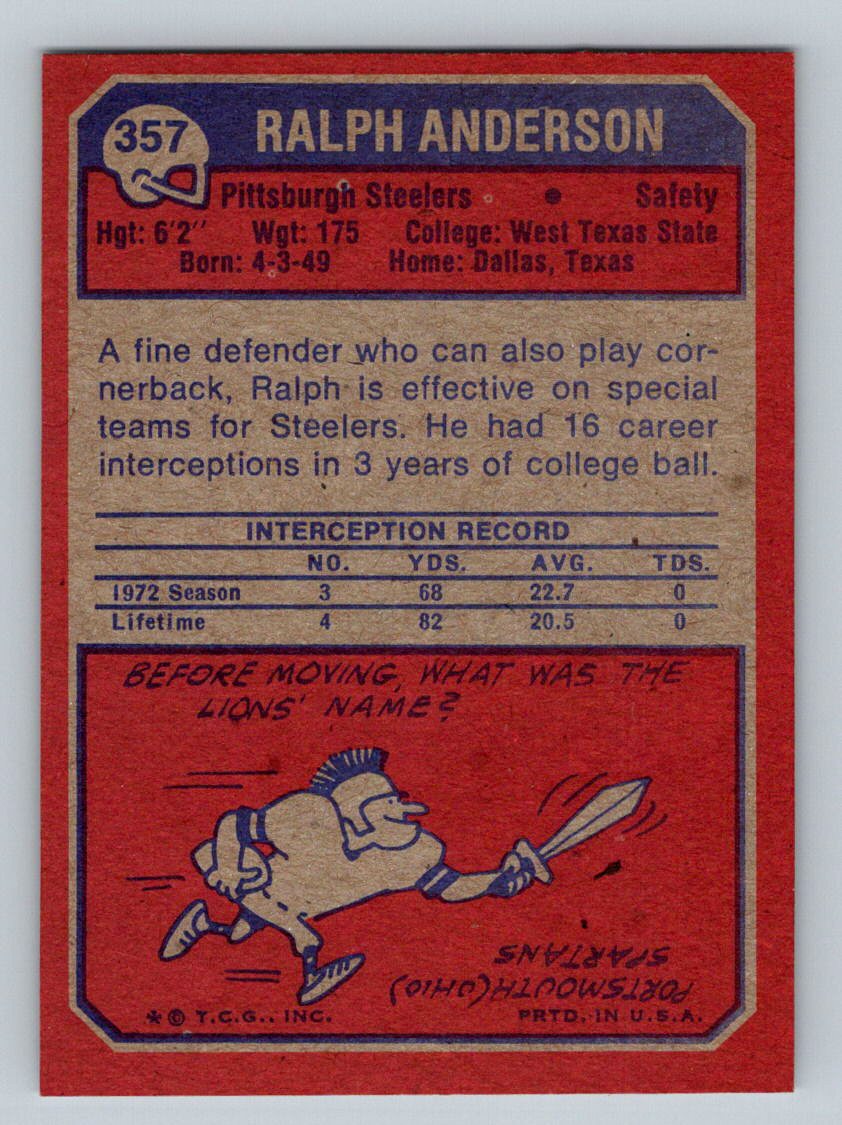 357 RALPH ANDERSON
Pittsburgh Steelers • Safety
Hgt: 6'2" Wgt: 175 College: West Texas State
Born: 4-3-49 Home: Dallas, Texas
A fine defender who can also play cor-
nerback, Ralph is effective on special
teams for Steelers. He had 16 career
interceptions in 3 years of college ball.
INTERCEPTION RECORD
NO. YDS. AVG. TDS.
1972 Season 3 68 22.7 0
Lifetime 4 82 20.5 0
BEFORE MOVING, WHAT WAS THE
LIONS' NAME?
PORTSMOUTH (OHIO)
SPARTANS
* © T.C.G., INC. PRTD. IN U.S.A.